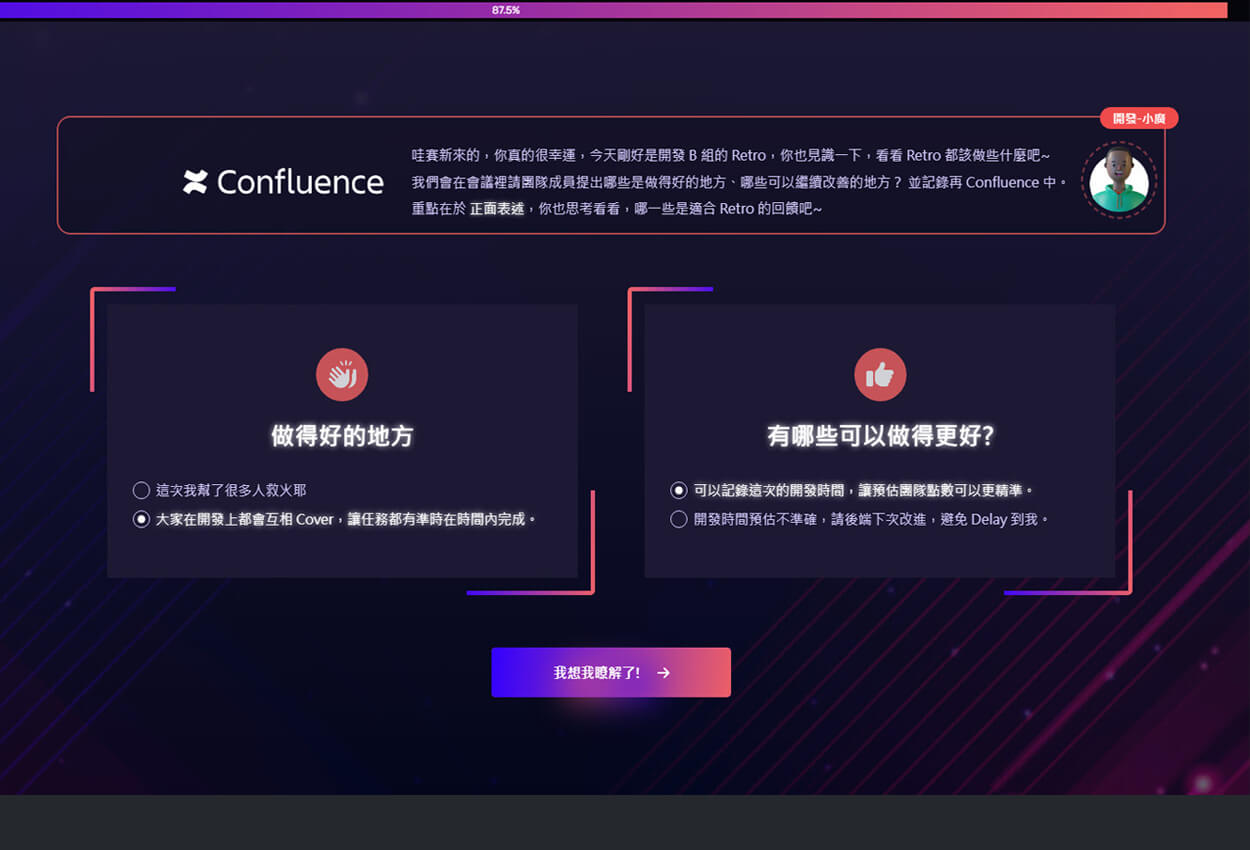 87.5%
開發-小廣
Confluence
哇賽新來的，你真的很幸運，今天剛好是開發 B 組的 Retro，你也見識一下，看看 Retro 都該做些什麼吧~
我們會在會議裡請團隊成員提出哪些是做得好的地方、哪些可以繼續改善的地方？ 並記錄再 Confluence 中。
重點在於 正面表述，你也思考看看，哪一些是適合 Retro 的回饋吧~
做得好的地方
這次我幫了很多人救火耶
大家在開發上都會互相 Cover，讓任務都有準時在時間內完成。
有哪些可以做得更好?
可以記錄這次的開發時間，讓預估團隊點數可以更精準。
開發時間預估不準確，請後端下次改進，避免 Delay 到我。
我想我瞭解了! →